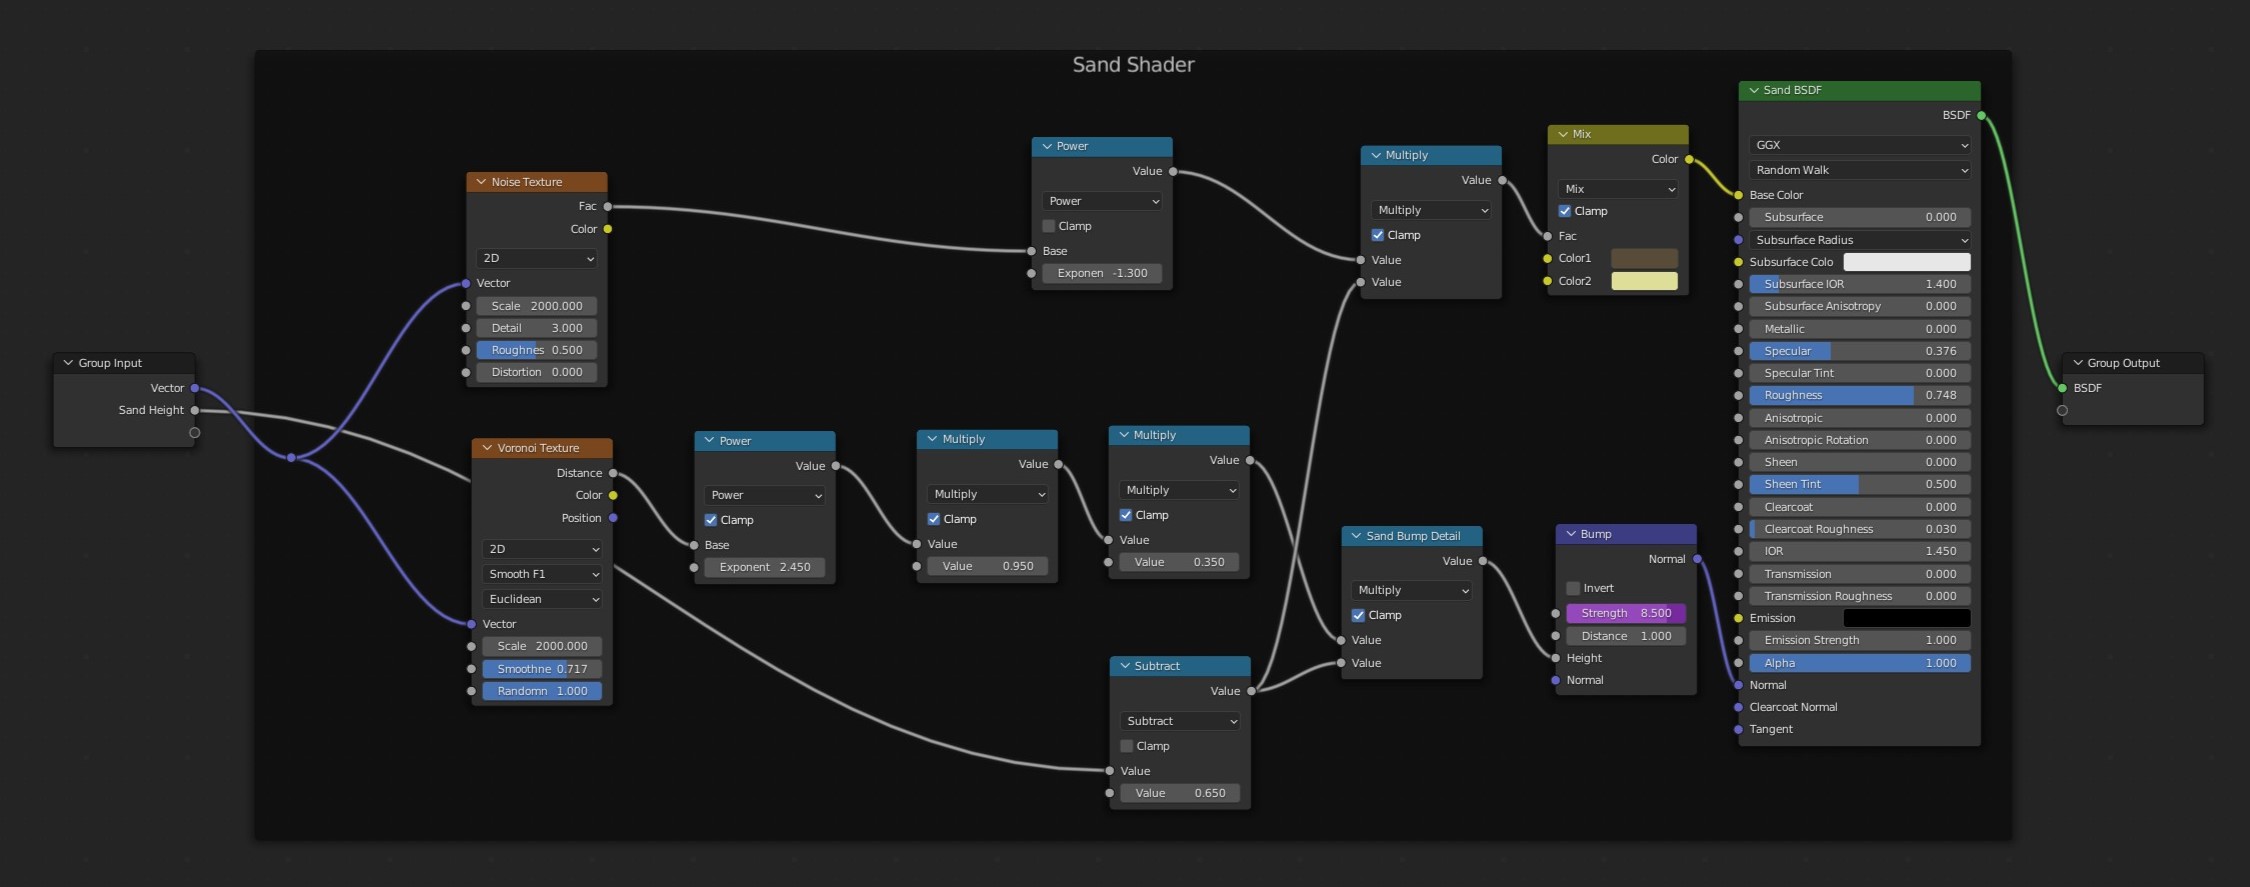 Sand Shader
Group Input
Vector
Sand Height
Noise Texture
Fac
Color
2D
Vector
Scale 2000.000
Detail 3.000
Roughnes 0.500
Distortion 0.000
Voronoi Texture
Distance
Color
Position
2D
Smooth F1
Euclidean
Vector
Scale 2000.000
Smoothne 0.717
Randomn 1.000
Power
Value
Power
Clamp
Base
Exponent 2.450
Multiply
Value
Multiply
Clamp
Value
Value 0.950
Power
Value
Power
Clamp
Base
Exponen -1.300
Multiply
Value
Multiply
Clamp
Value
Value 0.350
Subtract
Value
Subtract
Clamp
Value
Value 0.650
Multiply
Value
Multiply
Clamp
Value
Value
Sand Bump Detail
Value
Multiply
Clamp
Value
Value
Mix
Color
Mix
Clamp
Fac
Color1
Color2
Bump
Normal
Invert
Strength 8.500
Distance 1.000
Height
Normal
Sand BSDF
BSDF
GGX
Random Walk
Base Color
Subsurface 0.000
Subsurface Radius
Subsurface Colo
Subsurface IOR 1.400
Subsurface Anisotropy 0.000
Metallic 0.000
Specular 0.376
Specular Tint 0.000
Roughness 0.748
Anisotropic 0.000
Anisotropic Rotation 0.000
Sheen 0.000
Sheen Tint 0.500
Clearcoat 0.000
Clearcoat Roughness 0.030
IOR 1.450
Transmission 0.000
Transmission Roughness 0.000
Emission
Emission Strength 1.000
Alpha 1.000
Normal
Clearcoat Normal
Tangent
Group Output
BSDF